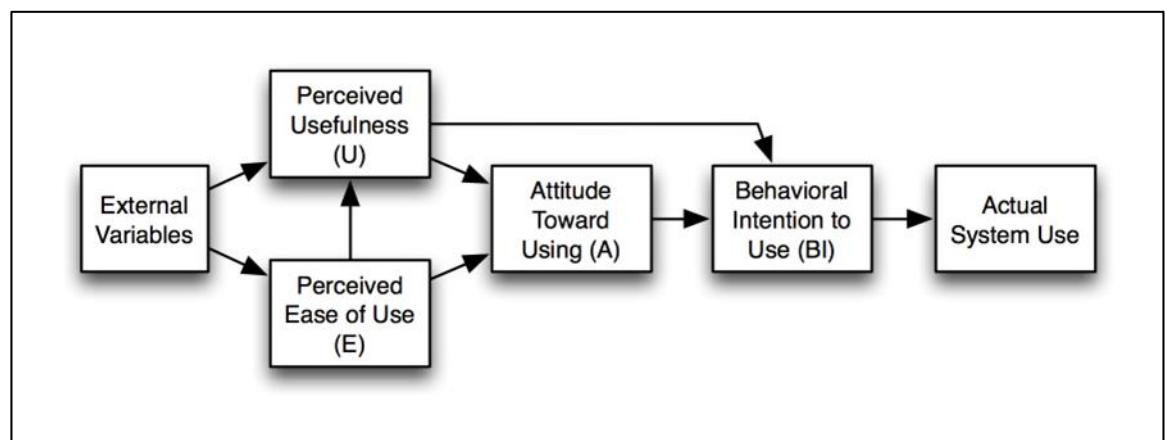 External
Variables
Perceived
Usefulness
(U)
Perceived
Ease of Use
(E)
Attitude
Toward
Using (A)
Behavioral
Intention to
Use (BI)
Actual
System Use